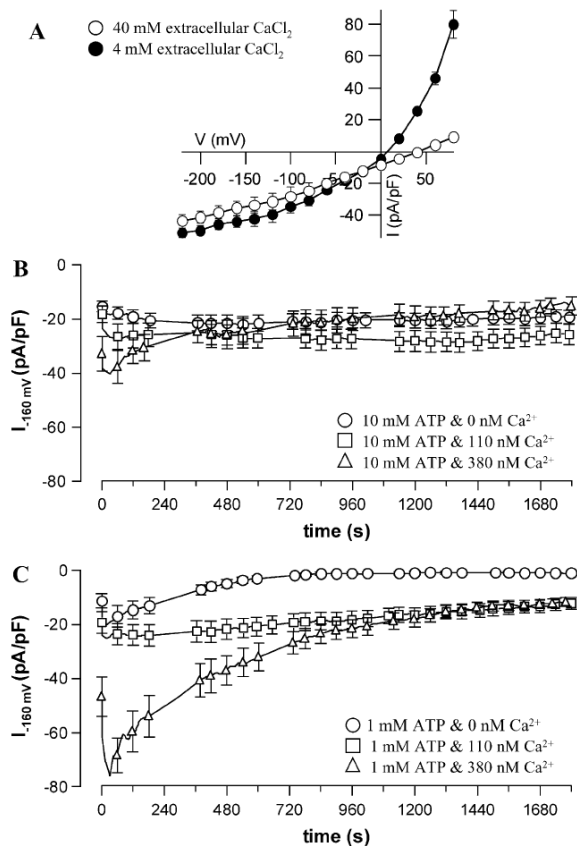 A
40 mM extracellular CaCl₂
4 mM extracellular CaCl₂
80
60
40
20
V (mV)
-200 -150 -100 -50 50
-20
-40
I (pA/pF)
B
0
-20
-40
-60
-80
I-160 mV (pA/pF)
10 mM ATP & 0 nM Ca²⁺
10 mM ATP & 110 nM Ca²⁺
10 mM ATP & 380 nM Ca²⁺
0 240 480 720 960 1200 1440 1680
time (s)
C
0
-20
-40
-60
-80
I-160 mV (pA/pF)
1 mM ATP & 0 nM Ca²⁺
1 mM ATP & 110 nM Ca²⁺
1 mM ATP & 380 nM Ca²⁺
0 240 480 720 960 1200 1440 1680
time (s)